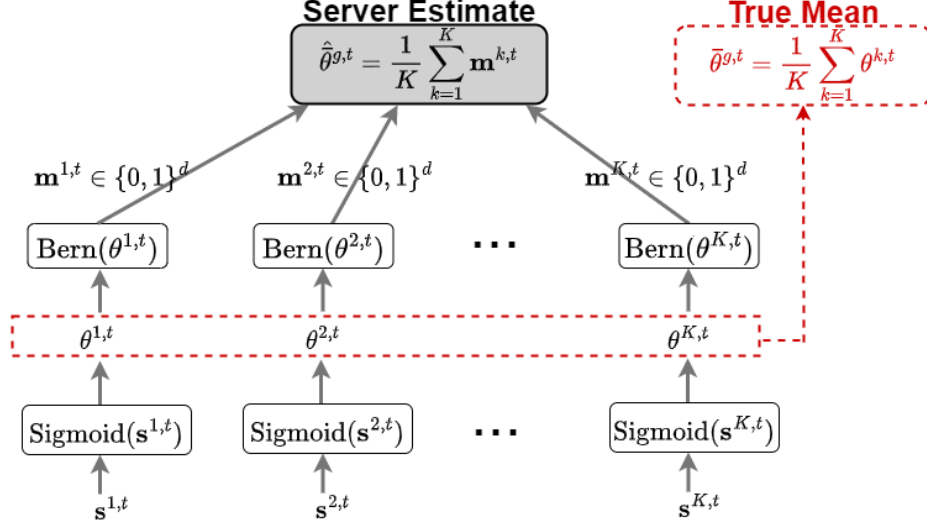 Server Estimate True Mean
$\hat{\bar{\theta}}^{g,t} = \frac{1}{K} \sum_{k=1}^{K} \mathbf{m}^{k,t}$ $\bar{\theta}^{g,t} = \frac{1}{K} \sum_{k=1}^{K} \theta^{k,t}$
$\mathbf{m}^{1,t} \in \{0,1\}^d$ $\mathbf{m}^{2,t} \in \{0,1\}^d$ $\mathbf{m}^{K,t} \in \{0,1\}^d$
Bern($\theta^{1,t}$) Bern($\theta^{2,t}$) ... Bern($\theta^{K,t}$)
$\theta^{1,t}$ $\theta^{2,t}$ $\theta^{K,t}$
Sigmoid($\mathbf{s}^{1,t}$) Sigmoid($\mathbf{s}^{2,t}$) ... Sigmoid($\mathbf{s}^{K,t}$)
$\mathbf{s}^{1,t}$ $\mathbf{s}^{2,t}$ $\mathbf{s}^{K,t}$